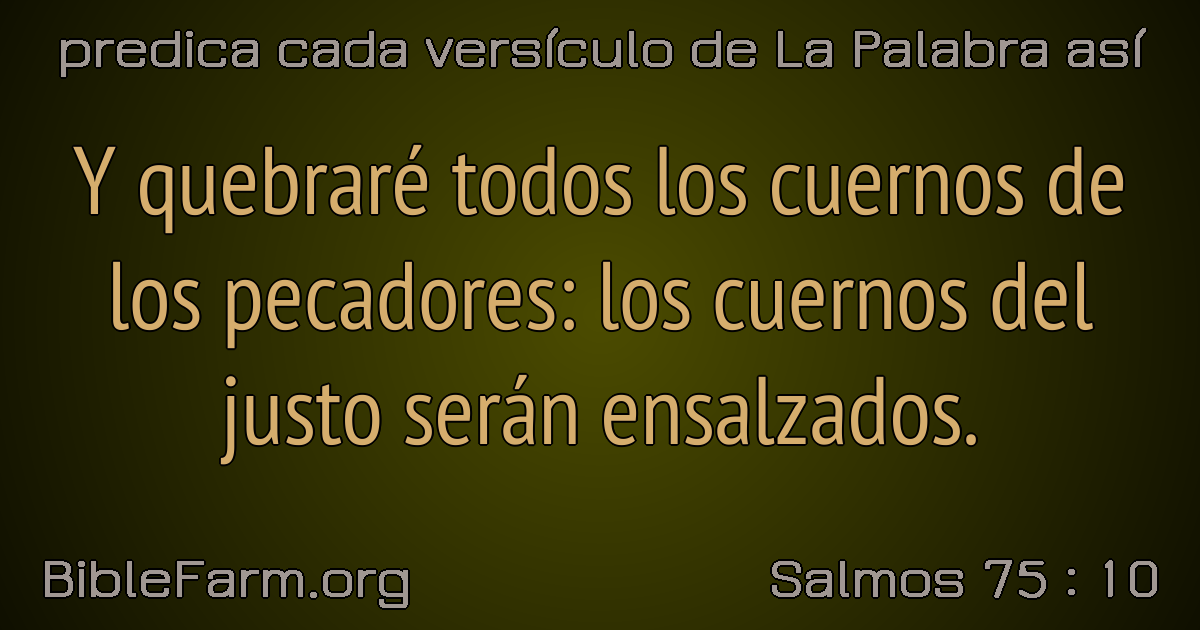 predica cada versículo de La Palabra así
Y quebraré todos los cuernos de
los pecadores: los cuernos del
justo serán ensalzados.
BibleFarm.org
Salmos 75 : 10